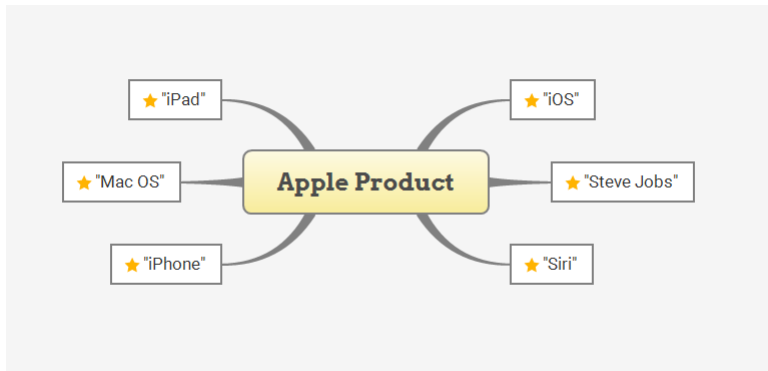 "iPad"
"iOS"
"Mac OS"
Apple Product
"Steve Jobs"
"iPhone"
"Siri"